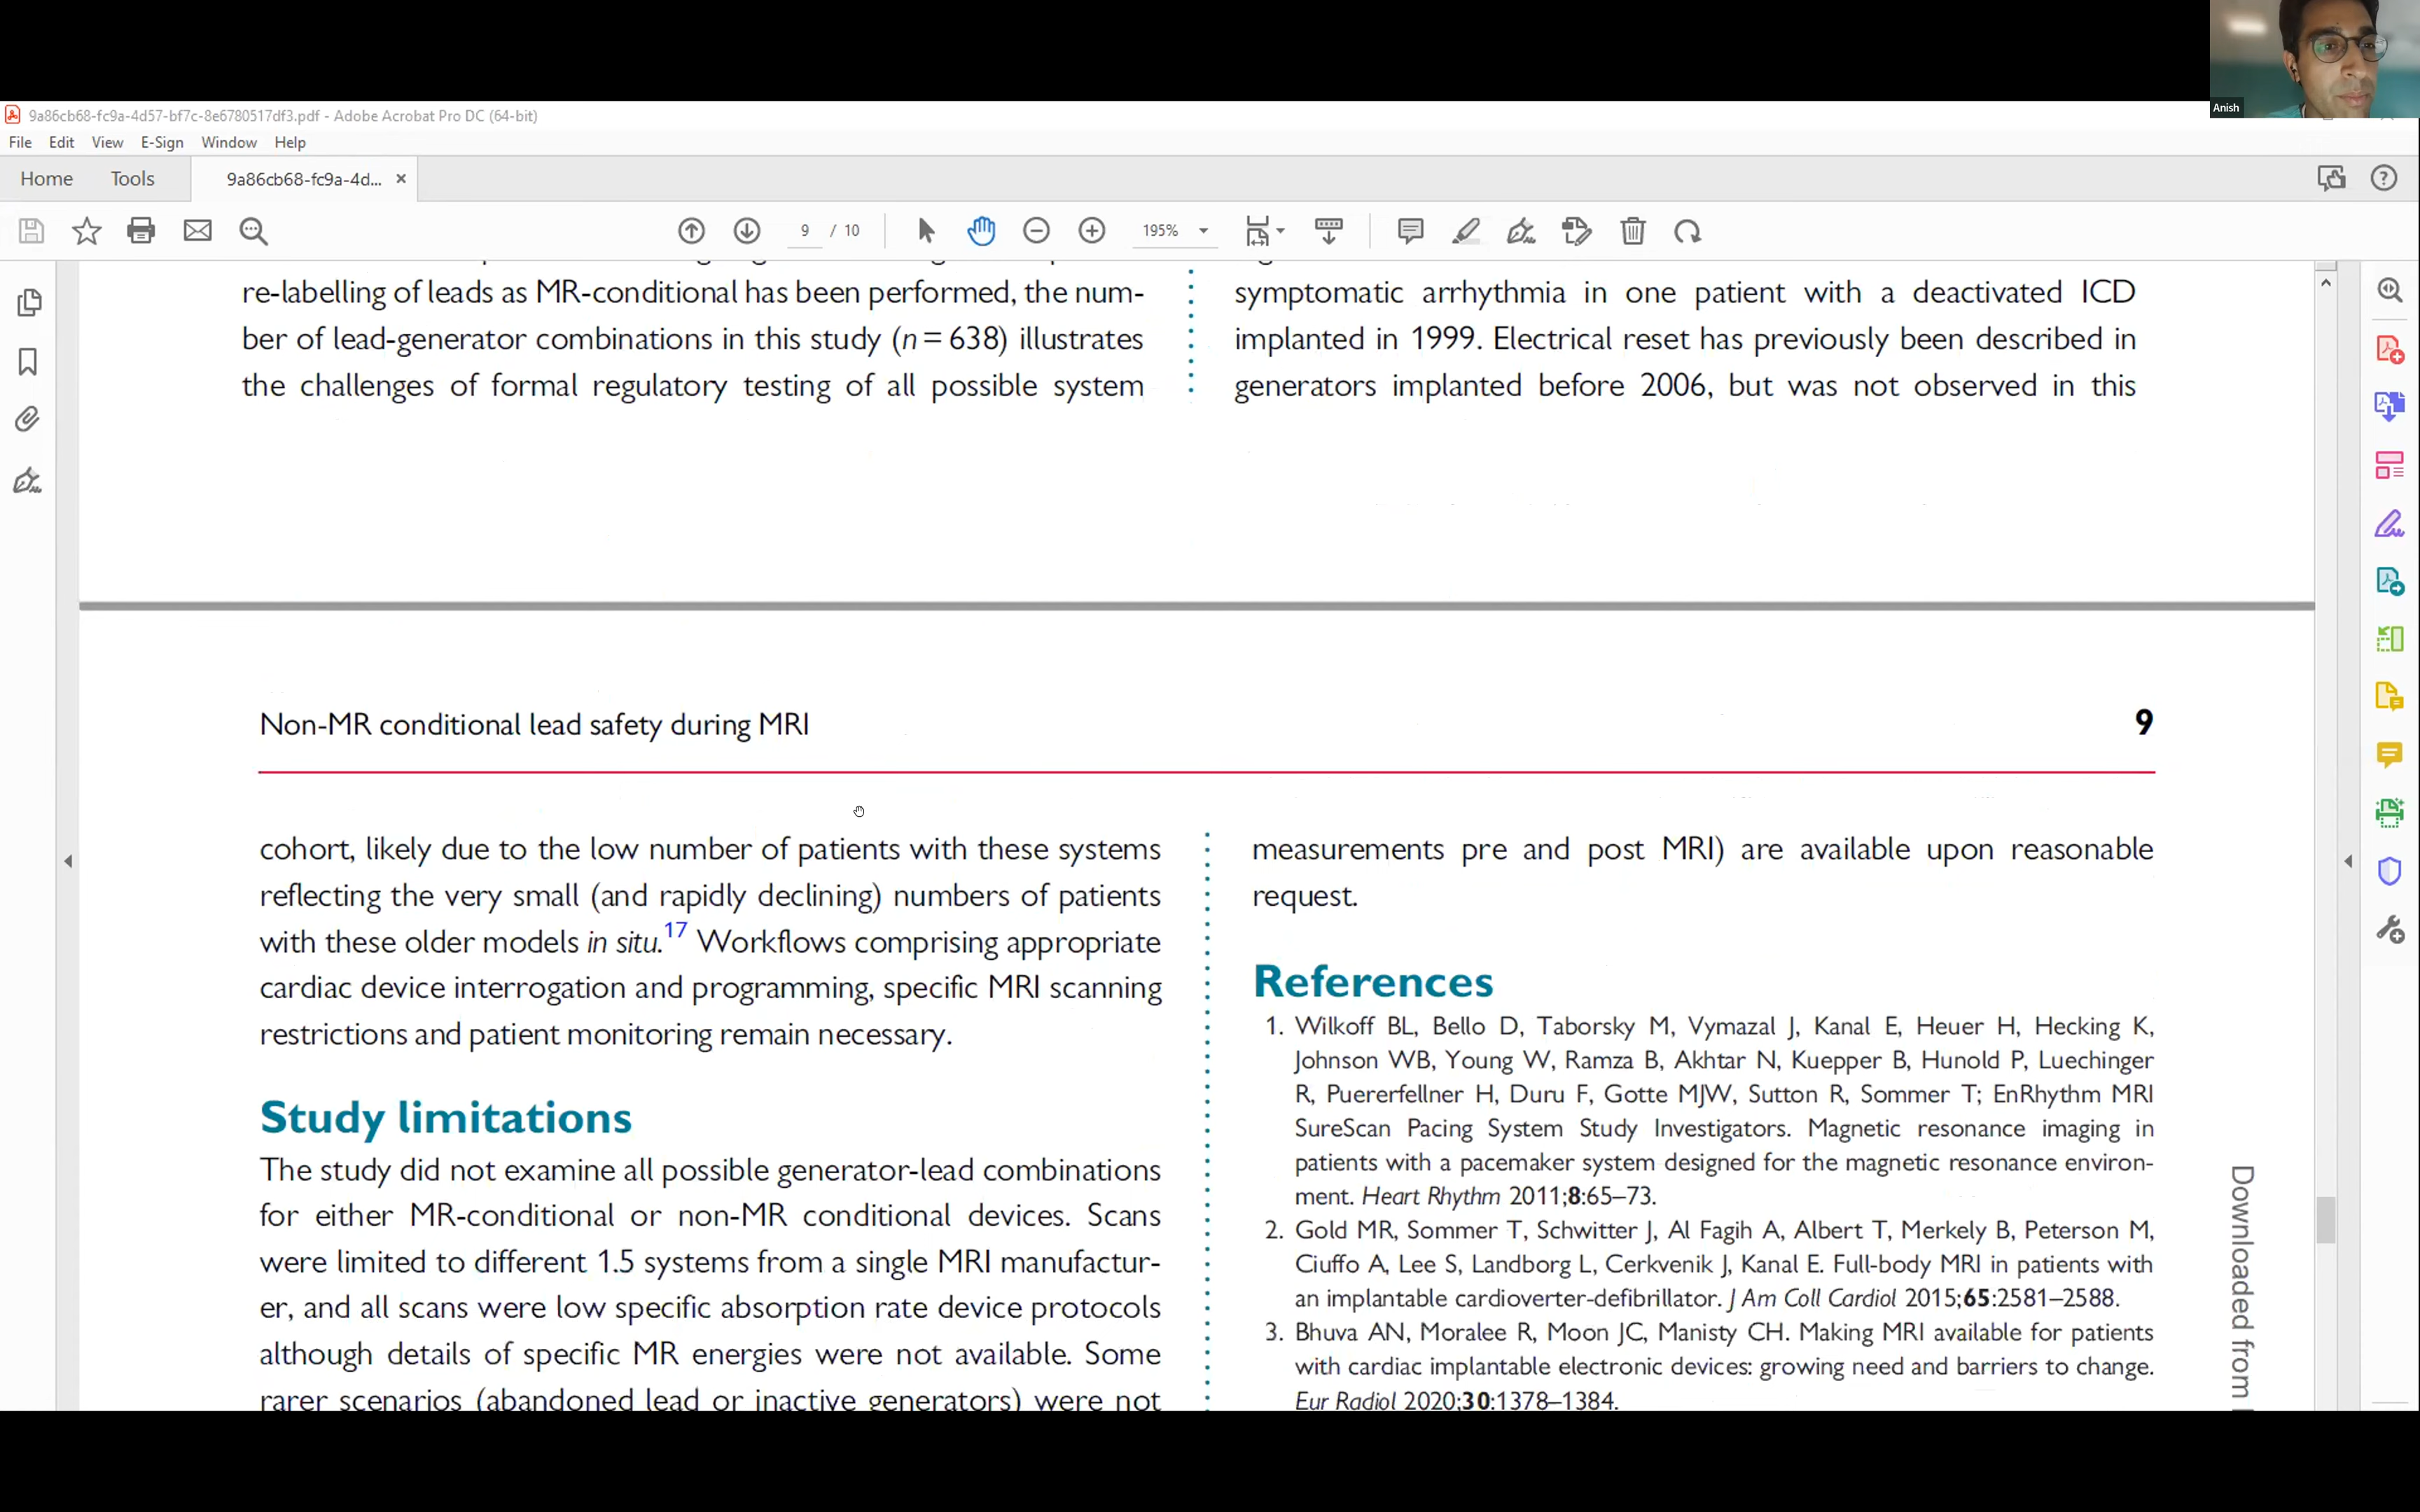 Anish
9a86cb68-fc9a-4d57-bf7c-8e6780517df3.pdf - Adobe Acrobat Pro DC (64-bit)
File Edit View E-Sign Window Help
Home Tools 9a86cb68-fc9a-4d... ×
9 / 10 195%
re-labelling of leads as MR-conditional has been performed, the num-
ber of lead-generator combinations in this study (n = 638) illustrates
the challenges of formal regulatory testing of all possible system
symptomatic arrhythmia in one patient with a deactivated ICD
implanted in 1999. Electrical reset has previously been described in
generators implanted before 2006, but was not observed in this
Non-MR conditional lead safety during MRI 9
cohort, likely due to the low number of patients with these systems
reflecting the very small (and rapidly declining) numbers of patients
with these older models in situ.17 Workflows comprising appropriate
cardiac device interrogation and programming, specific MRI scanning
restrictions and patient monitoring remain necessary.
Study limitations
The study did not examine all possible generator-lead combinations
for either MR-conditional or non-MR conditional devices. Scans
were limited to different 1.5 systems from a single MRI manufactur-
er, and all scans were low specific absorption rate device protocols
although details of specific MR energies were not available. Some
rarer scenarios (abandoned lead or inactive generators) were not
measurements pre and post MRI) are available upon reasonable
request.
References
1. Wilkoff BL, Bello D, Taborsky M, Vymazal J, Kanal E, Heuer H, Hecking K,
Johnson WB, Young W, Ramza B, Akhtar N, Kuepper B, Hunold P, Luechinger
R, Puererfellner H, Duru F, Gotte MJW, Sutton R, Sommer T; EnRhythm MRI
SureScan Pacing System Study Investigators. Magnetic resonance imaging in
patients with a pacemaker system designed for the magnetic resonance environ-
ment. Heart Rhythm 2011;8:65–73.
2. Gold MR, Sommer T, Schwitter J, Al Fagih A, Albert T, Merkely B, Peterson M,
Ciuffo A, Lee S, Landborg L, Cerkvenik J, Kanal E. Full-body MRI in patients with
an implantable cardioverter-defibrillator. J Am Coll Cardiol 2015;65:2581–2588.
3. Bhuva AN, Moralee R, Moon JC, Manisty CH. Making MRI available for patients
with cardiac implantable electronic devices: growing need and barriers to change.
Eur Radiol 2020;30:1378–1384.
Downloaded from